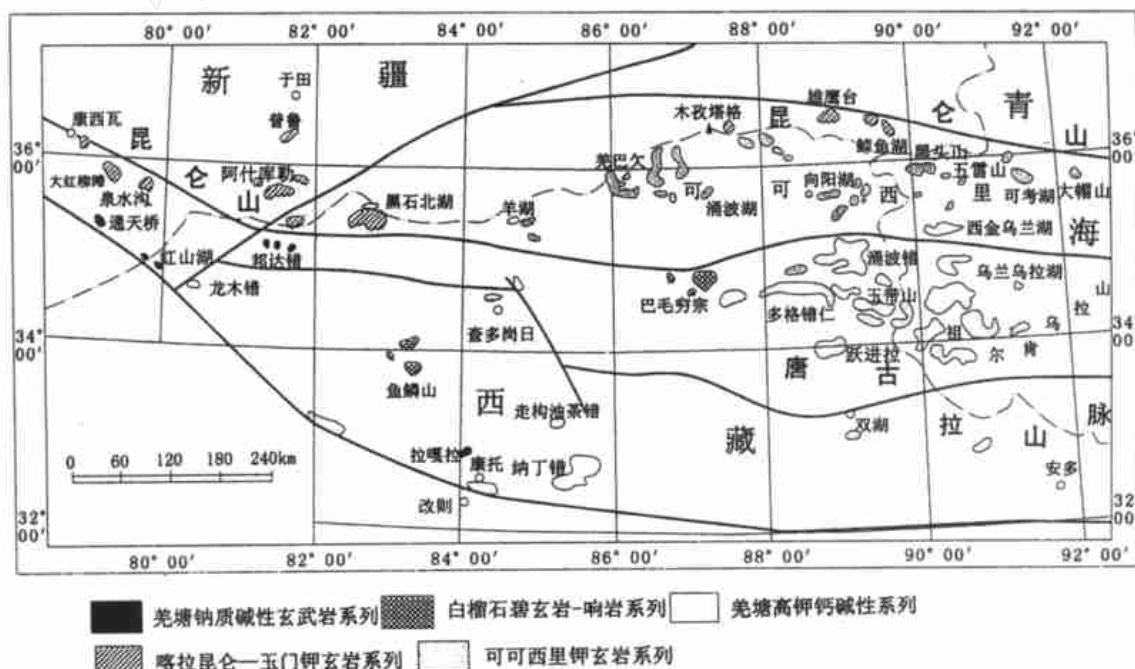 80° 00′ 82° 00′ 84° 00′ 86° 00′ 88° 00′ 90° 00′ 92° 00′
新 疆
于田
康西瓦
昆
普鲁
木孜塔格
昆
雄鹰台
仑
青
山
36° 00′
36° 00′
大红柳滩
泉水沟
仑
阿什库勒
羌巴欠
鲸鱼湖
馒头山
五雪山
通天桥
山
黑石北湖
羊湖
可
涌波湖
可
向阳湖
西
里
可考湖
大帽山
西金乌兰湖
海
红山湖
邦达错
龙木错
涌波错
乌兰乌拉湖
巴毛穷宗
多格错仁
玉带山
山
拉
乌
查多岗日
祖
尔
肯
34° 00′
34° 00′
跃进拉
鱼鳞山
唐
古
西
走构油茶错
藏
双湖
拉
山
脉
拉嘎拉
康托
纳丁错
安多
改则
0 60 120 180 240km
32° 00′
32° 00′
80° 00′ 82° 00′ 84° 00′ 86° 00′ 88° 00′ 90° 00′ 92° 00′
羌塘钠质碱性玄武岩系列 白榴石碧玄岩-响岩系列 羌塘高钾钙碱性系列
喀拉昆仑—玉门钾玄岩系列 可可西里钾玄岩系列